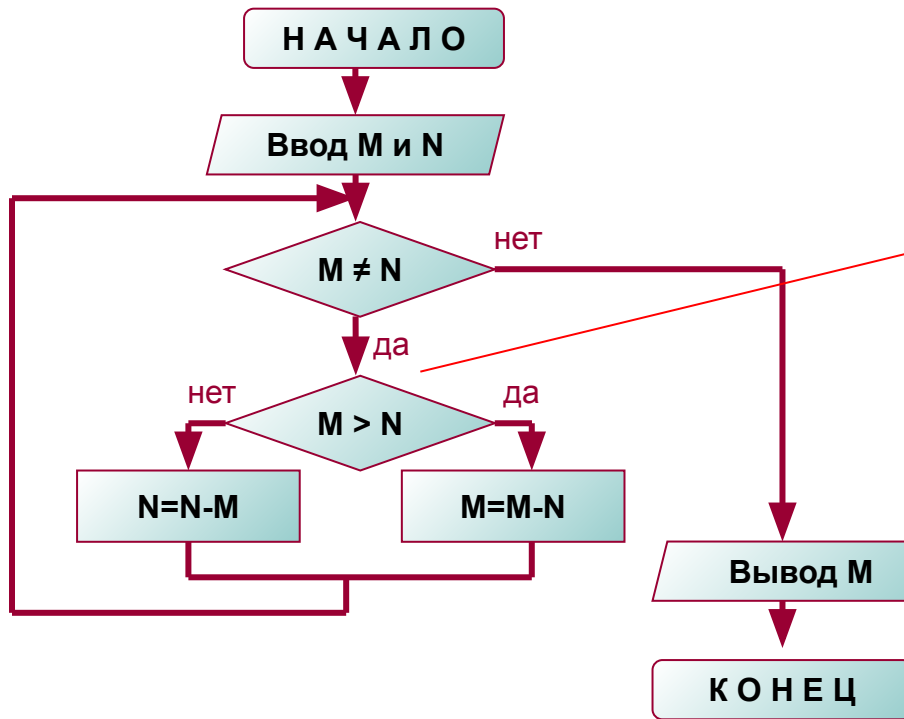 Н А Ч А Л О
Ввод M и N
M ≠ N
нет
да
M > N
нет
да
N=N-M
M=M-N
Вывод M
К О Н Е Ц